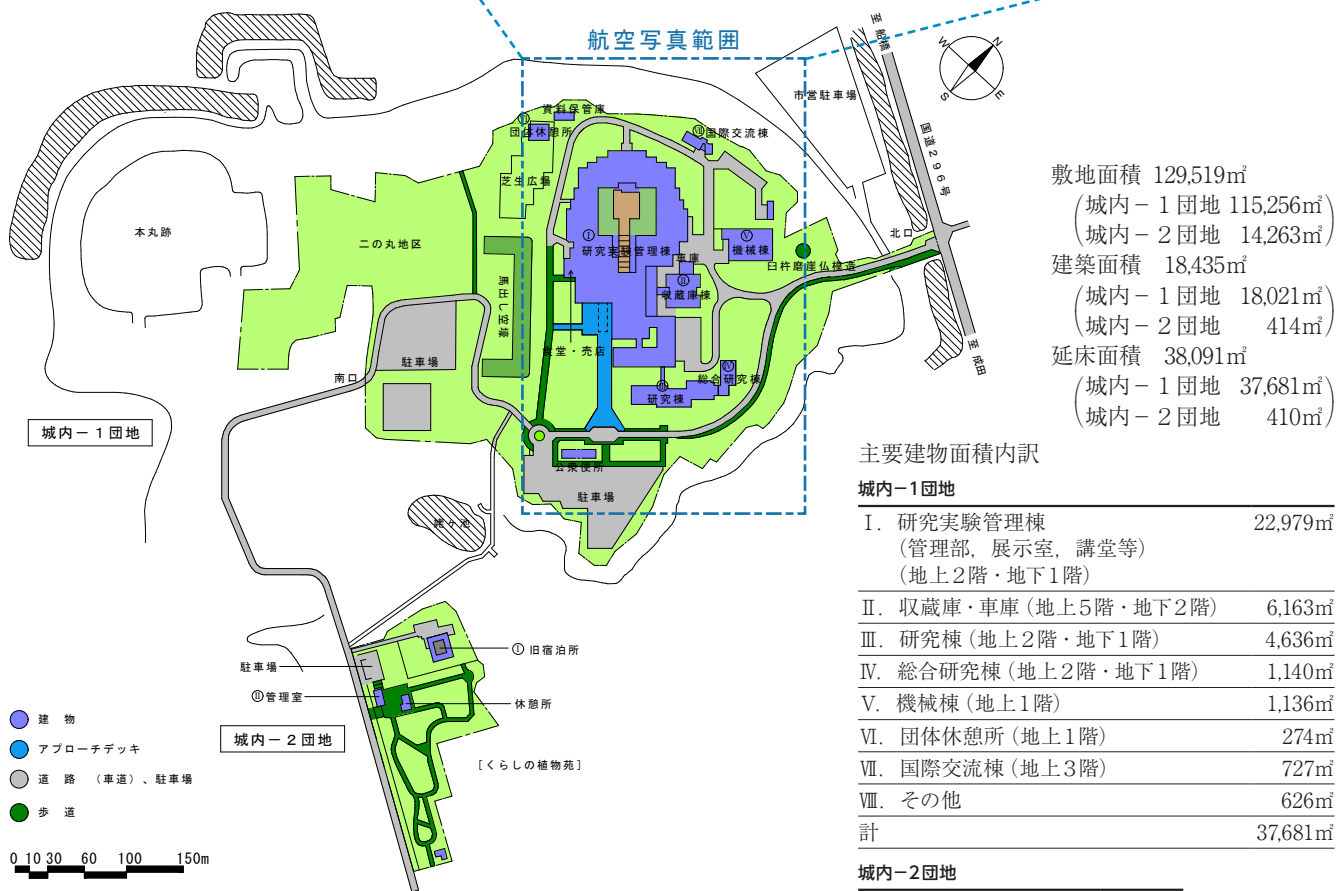 航空写真範囲
至 船橋
市営駐車場
国道296号
W
N
S
E
資料保管庫
団体休憩所
Ⅶ国際交流棟
芝生広場
本丸跡
二の丸地区
Ⅰ
研究実験管理棟
車庫
Ⅴ
機械棟
北口
臼杵磨崖仏模造
Ⅱ
収蔵庫棟
馬出し空壕
駐車場
食堂・売店
至 成田
南口
Ⅳ
総合研究棟
Ⅲ
研究棟
城内-1団地
公衆便所
駐車場
姥ヶ池
駐車場
Ⅰ旧宿泊所
Ⅱ管理室
休憩所
城内-2団地
[くらしの植物苑]
建 物
アプローチデッキ
道 路 (車道)、駐車場
歩 道
0 10 30 60 100 150m
敷地面積 129,519㎡
(城内-1団地 115,256㎡
城内-2団地 14,263㎡)
建築面積 18,435㎡
(城内-1団地 18,021㎡
城内-2団地 414㎡)
延床面積 38,091㎡
(城内-1団地 37,681㎡
城内-2団地 410㎡)
主要建物面積内訳
城内-1団地
Ⅰ. 研究実験管理棟 22,979㎡
(管理部, 展示室, 講堂等)
(地上2階・地下1階)
Ⅱ. 収蔵庫・車庫(地上5階・地下2階) 6,163㎡
Ⅲ. 研究棟(地上2階・地下1階) 4,636㎡
Ⅳ. 総合研究棟(地上2階・地下1階) 1,140㎡
Ⅴ. 機械棟(地上1階) 1,136㎡
Ⅵ. 団体休憩所(地上1階) 274㎡
Ⅶ. 国際交流棟(地上3階) 727㎡
Ⅷ. その他 626㎡
計 37,681㎡
城内-2団地